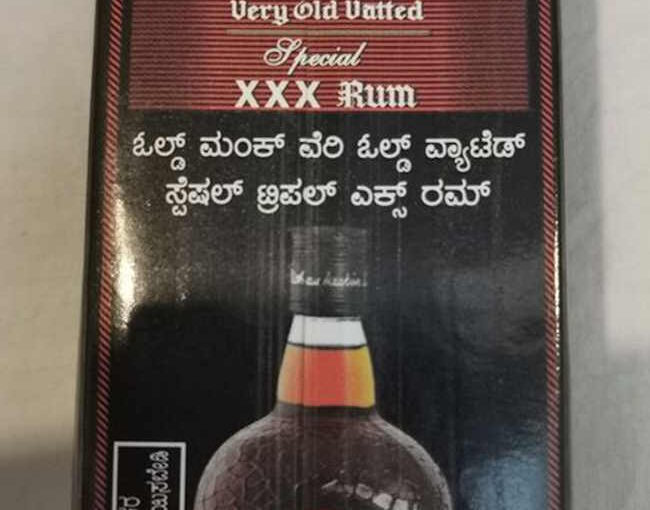 Very Old Vatted
Special
XXX Rum
ಓಲ್ಡ್ ಮಂಕ್ ವೆರಿ ಓಲ್ಡ್ ವ್ಯಾಟೆಡ್
ಸ್ಪೆಷಲ್ ಟ್ರಿಪಲ್ ಎಕ್ಸ್ ರಮ್